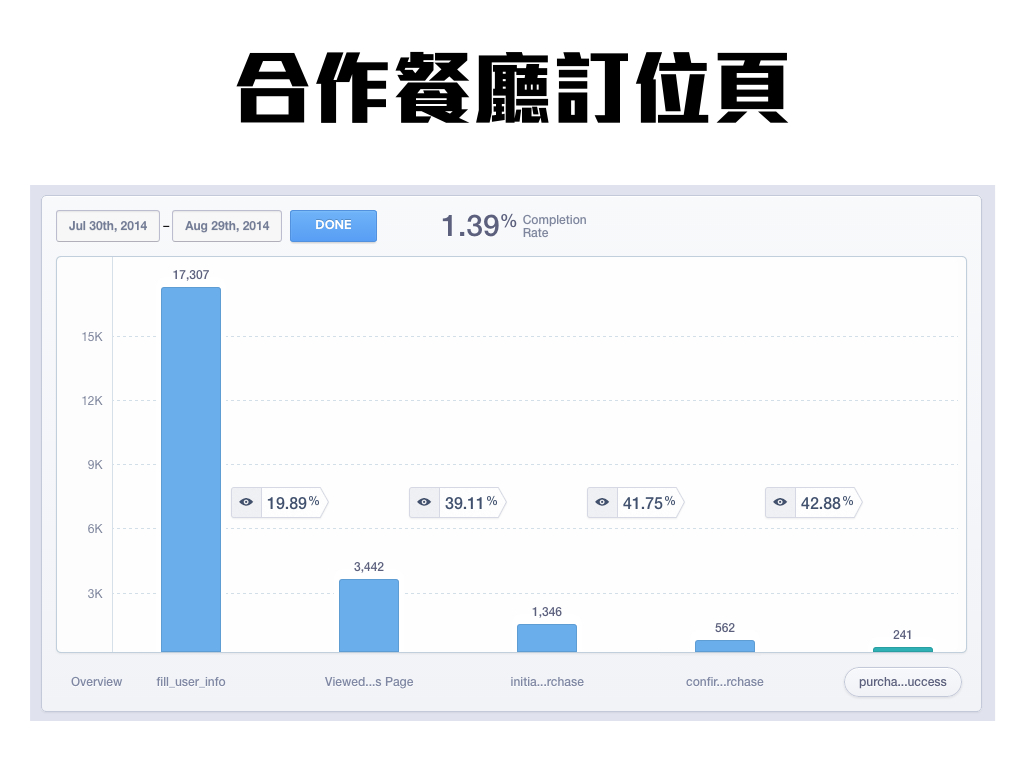 合作餐廳訂位頁
Jul 30th, 2014 – Aug 29th, 2014 DONE 1.39% Completion Rate
17,307
15K
12K
9K
19.89% 39.11% 41.75% 42.88%
6K
3,442
3K
1,346
562
241
Overview fill_user_info Viewed...s Page initia...rchase confir...rchase purcha...uccess